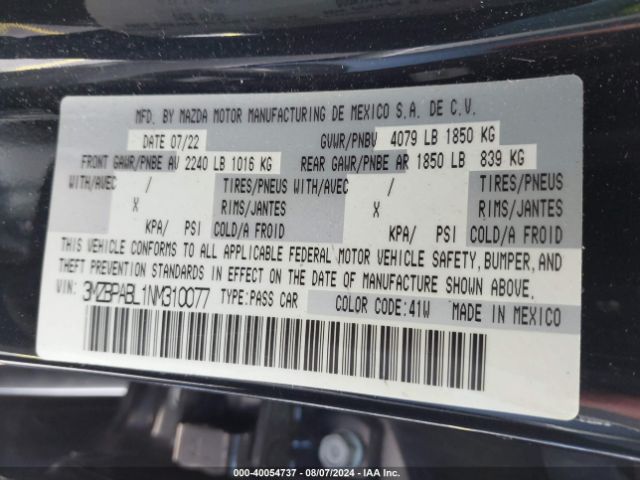 MFD. BY MAZDA MOTOR MANUFACTURING DE MEXICO S.A. DE C.V.
DATE 07/22 GVWR/PNBV 4079 LB 1850 KG
FRONT GAWR/PNBE AV 2240 LB 1016 KG REAR GAWR/PNBE AR 1850 LB 839 KG
WITH/AVEC / TIRES/PNEUS WITH/AVEC / TIRES/PNEUS
X RIMS/JANTES X RIMS/JANTES
KPA/ PSI COLD/A FROID KPA/ PSI COLD/A FROID
THIS VEHICLE CONFORMS TO ALL APPLICABLE FEDERAL MOTOR VEHICLE SAFETY, BUMPER, AND
THEFT PREVENTION STANDARDS IN EFFECT ON THE DATE OF MANUFACTURE SHOWN ABOVE.
VIN: 3MZBPABL1NM310077 TYPE:PASS CAR COLOR CODE:41W MADE IN MEXICO
000-40054737 - 08/07/2024 - IAA Inc.